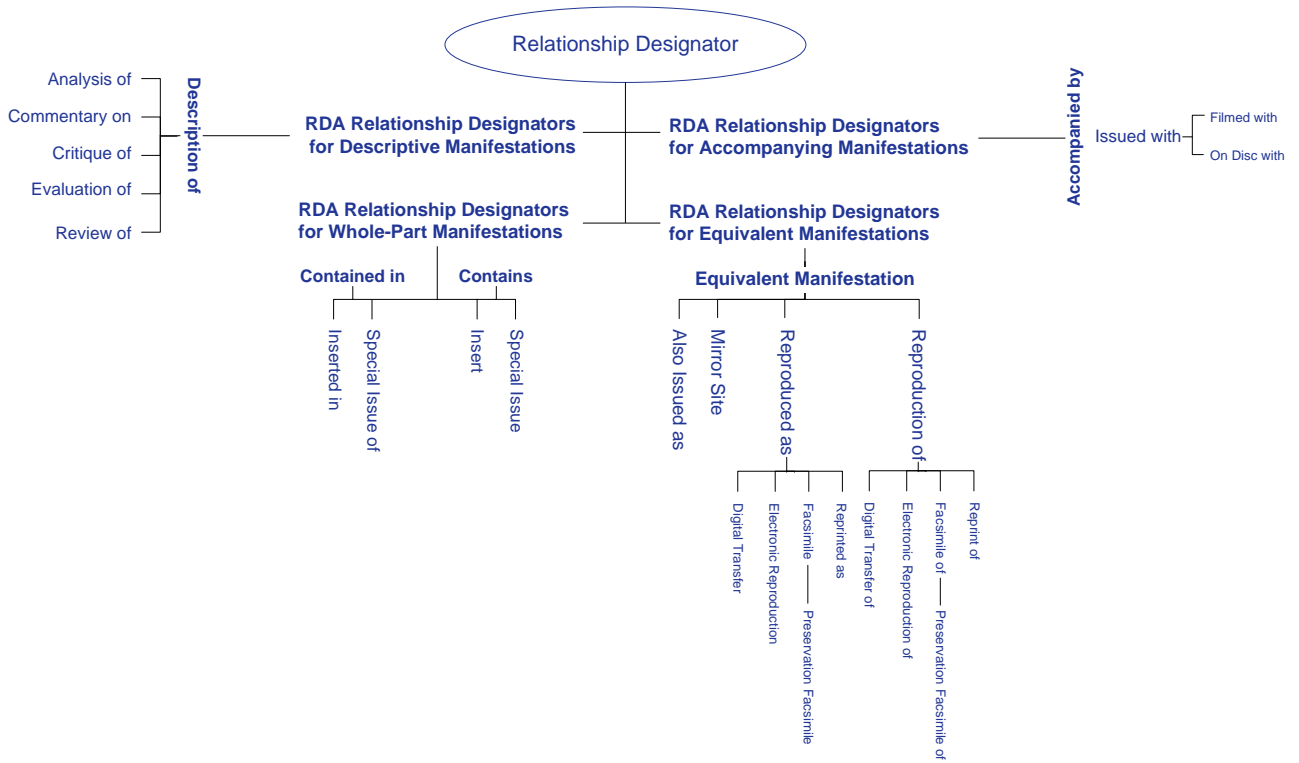 Relationship Designator
RDA Relationship Designators
for Descriptive Manifestations
Description of
Analysis of
Commentary on
Critique of
Evaluation of
Review of
RDA Relationship Designators
for Accompanying Manifestations
Accompanied by
Issued with
Filmed with
On Disc with
RDA Relationship Designators
for Whole-Part Manifestations
Contained in
Inserted in
Special Issue of
Contains
Insert
Special Issue
RDA Relationship Designators
for Equivalent Manifestations
Equivalent Manifestation
Also Issued as
Mirror Site
Reproduced as
Digital Transfer
Electronic Reproduction
Facsimile
Preservation Facsimile
Reprinted as
Reproduction of
Digital Transfer of
Electronic Reproduction of
Facsimile of
Preservation Facsimile of
Reprint of